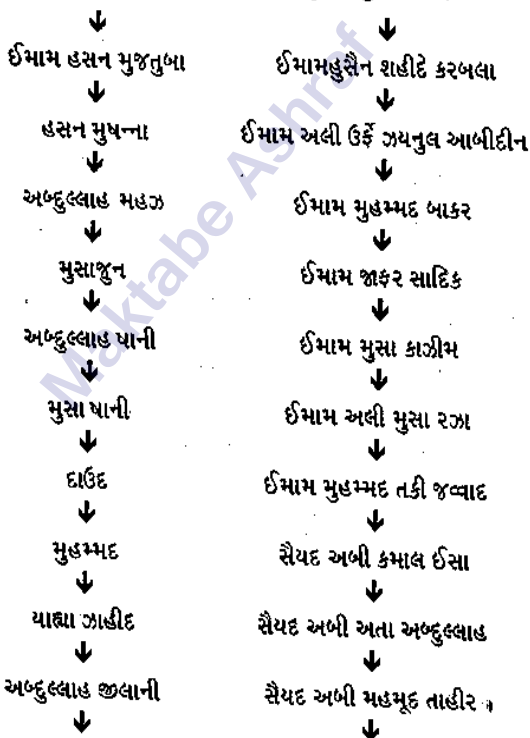 ઈમામ હસન મુજતુબા
હસન મુષન્ના
અબ્દુલ્લાહ મહઝ
મુસાજુન
અબ્દુલ્લાહ ષાની
મુસા ષાની
દાઉદ
મુહમ્મદ
યાહ્યા ઝાહીદ
અબ્દુલ્લાહ જીલાની
ઈમામહુસૈન શહીદે કરબલા
ઈમામ અલી ઉર્ફે ઝયનુલ આબીદીન
ઈમામ મુહમ્મદ બાકર
ઈમામ જાફર સાદિક
ઈમામ મુસા કાઝીમ
ઈમામ અલી મુસા રઝા
ઈમામ મુહમ્મદ તકી જવ્વાદ
સૈયદ અબી કમાલ ઈસા
સૈયદ અબી અતા અબ્દુલ્લાહ
સૈયદ અબી મહમૂદ તાહીર
Maktabe Ashraf